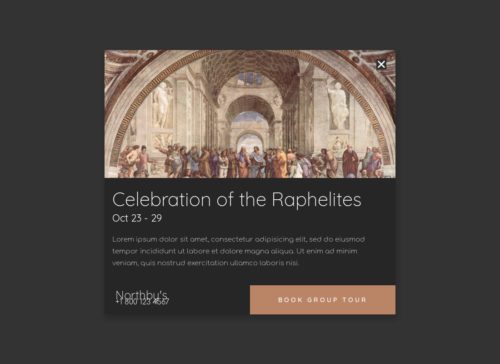 Celebration of the Raphelites
Oct 23 - 29
Lorem ipsum dolor sit amet, consectetur adipisicing elit, sed do eiusmod
tempor incididunt ut labore et dolore magna aliqua. Ut enim ad minim
veniam, quis nostrud exercitation ullamco laboris nisi.
Northby's
+1 800 123 4567
BOOK GROUP TOUR